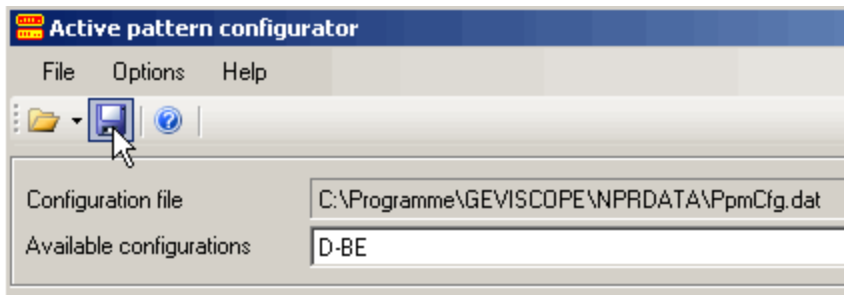 Active pattern configurator
File Options Help
Configuration file C:\Programme\GEVISCOPE\NPRDATA\PpmCfg.dat
Available configurations D-BE